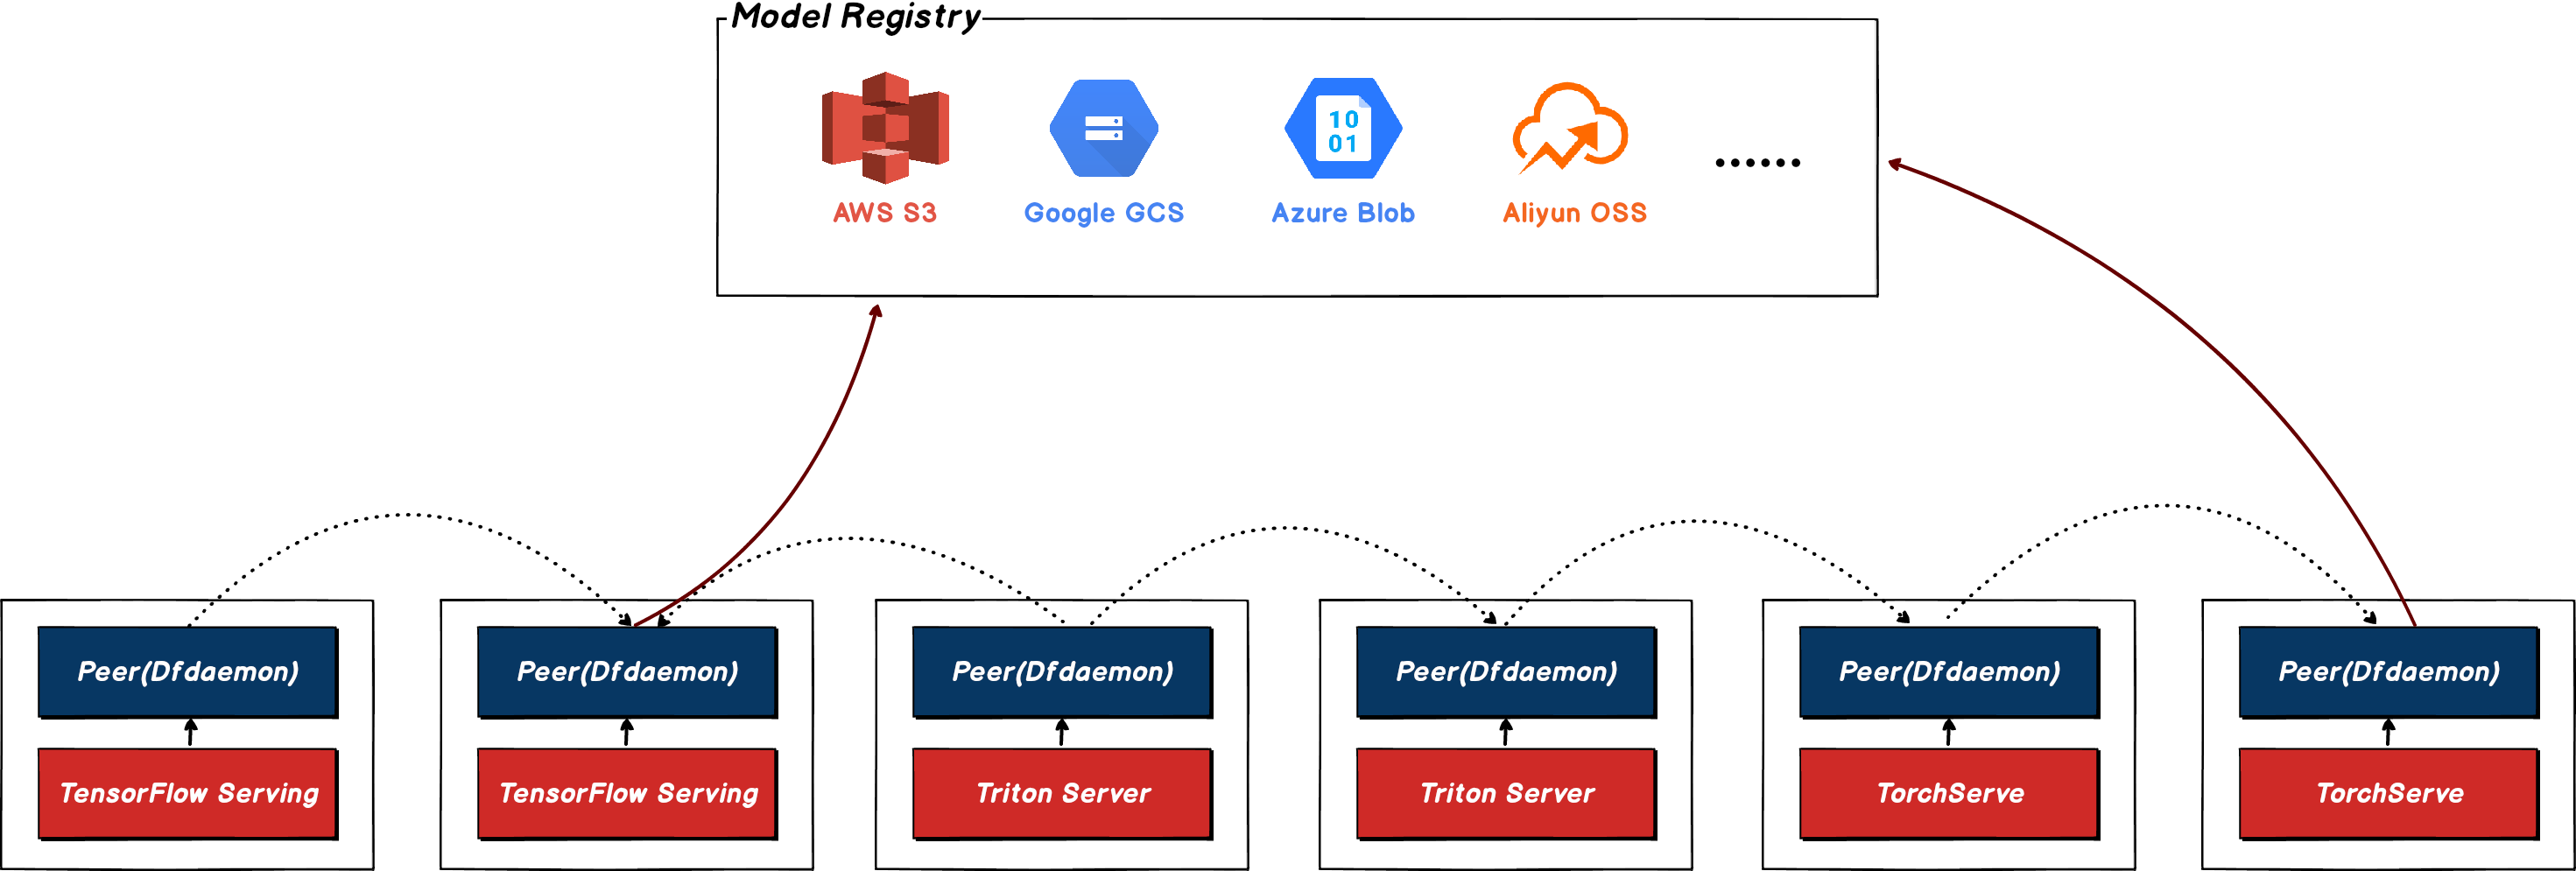 Model Registry
10
01
AWS S3 Google GCS Azure Blob Aliyun OSS ......
Peer(Dfdaemon) Peer(Dfdaemon) Peer(Dfdaemon) Peer(Dfdaemon) Peer(Dfdaemon) Peer(Dfdaemon)
TensorFlow Serving TensorFlow Serving Triton Server Triton Server TorchServe TorchServe